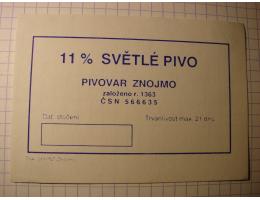 11 % SVĚTLÉ PIVO
PIVOVAR ZNOJMO
založeno r. 1363
ČSN 566635
Dat. stočení
Trvanlivost max. 21 dnů